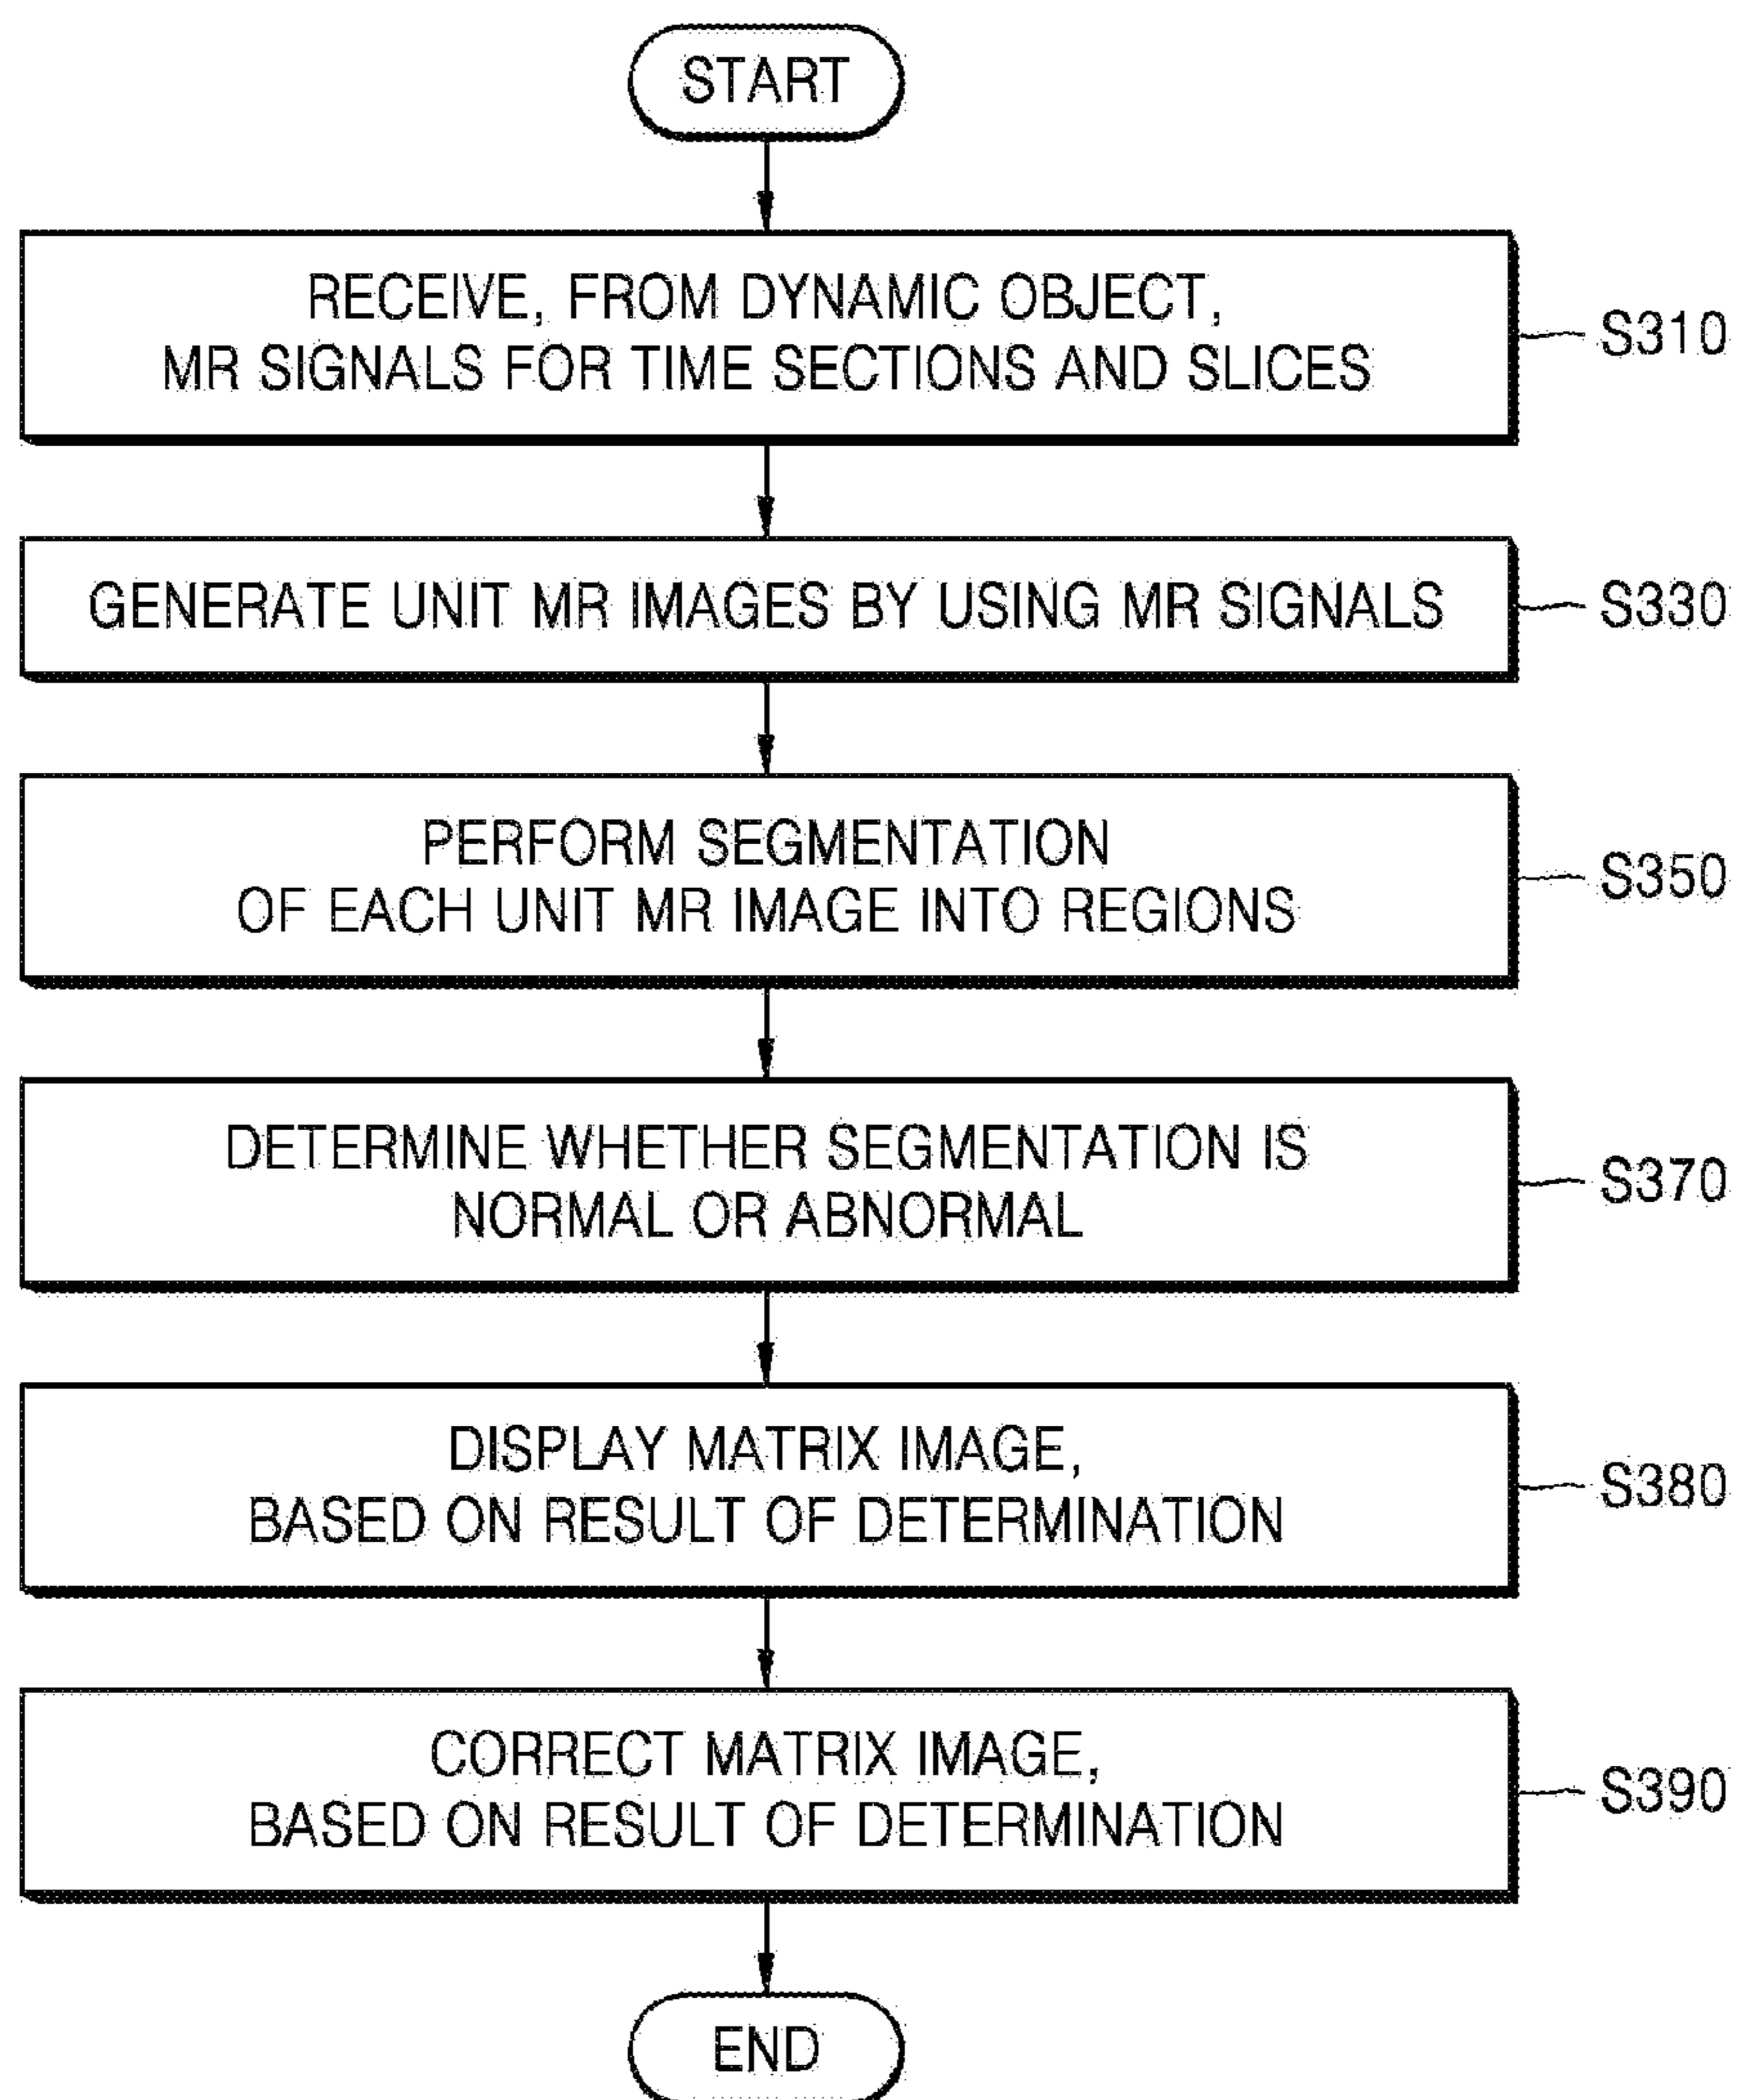 START
RECEIVE, FROM DYNAMIC OBJECT,
MR SIGNALS FOR TIME SECTIONS AND SLICES
S310
GENERATE UNIT MR IMAGES BY USING MR SIGNALS
S330
PERFORM SEGMENTATION
OF EACH UNIT MR IMAGE INTO REGIONS
S350
DETERMINE WHETHER SEGMENTATION IS
NORMAL OR ABNORMAL
S370
DISPLAY MATRIX IMAGE,
BASED ON RESULT OF DETERMINATION
S380
CORRECT MATRIX IMAGE,
BASED ON RESULT OF DETERMINATION
S390
END